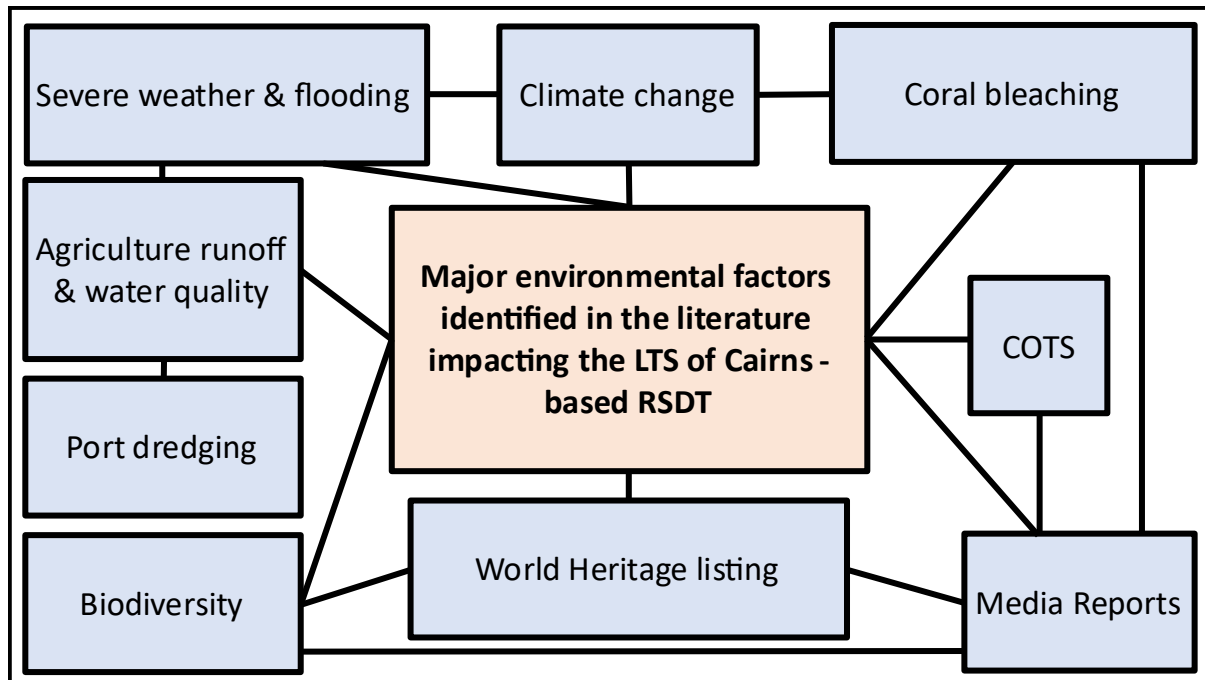 Severe weather & flooding
Climate change
Coral bleaching
Agriculture runoff
& water quality
Major environmental factors
identified in the literature
impacting the LTS of Cairns -
based RSDT
COTS
Port dredging
Biodiversity
World Heritage listing
Media Reports